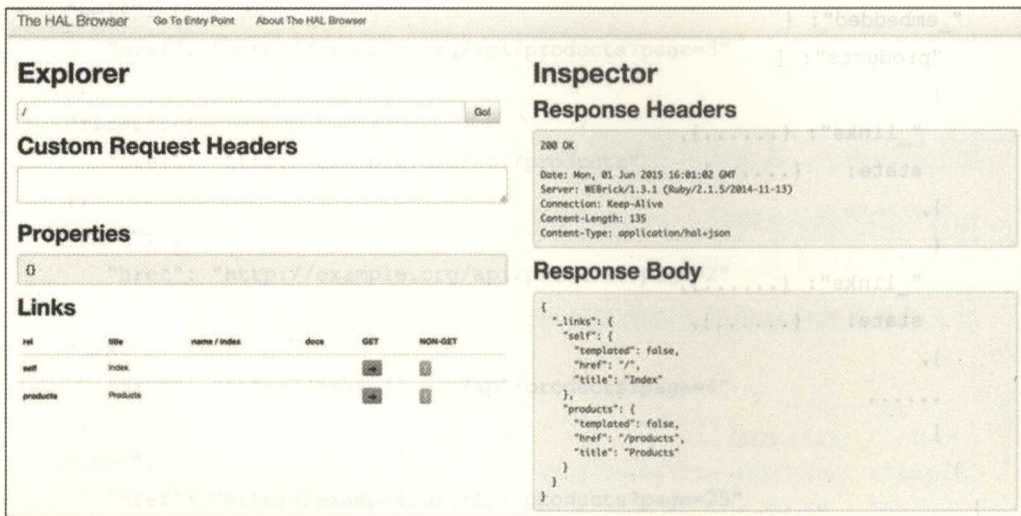 The HAL Browser Go To Entry Point About The HAL Browser
Explorer
/ Go!
Custom Request Headers
Properties
{}
Links
rel title name / index docs GET NON-GET
self Index
products Products
Inspector
Response Headers
200 OK
Date: Mon, 01 Jun 2015 16:01:02 GMT
Server: WEBrick/1.3.1 (Ruby/2.1.5/2014-11-13)
Connection: Keep-Alive
Content-Length: 135
Content-Type: application/hal+json
Response Body
{
"_links": {
"self": {
"templated": false,
"href": "/",
"title": "Index"
},
"products": {
"templated": false,
"href": "/products",
"title": "Products"
}
}
}